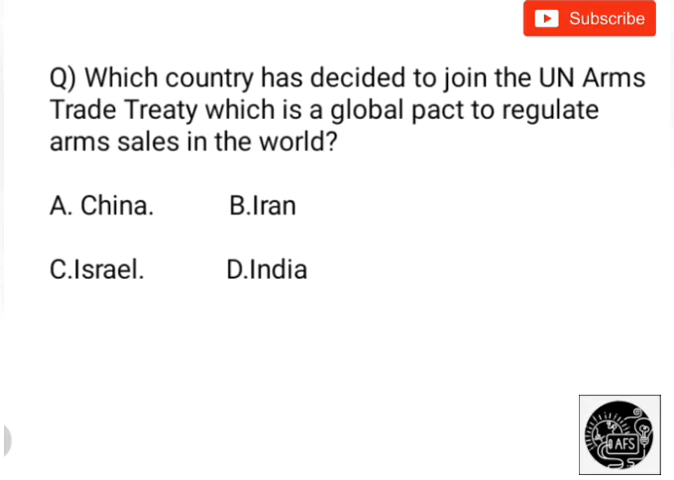 Subscribe
Q) Which country has decided to join the UN Arms
Trade Treaty which is a global pact to regulate
arms sales in the world?
A. China. B.Iran
C.Israel. D.India
AFS